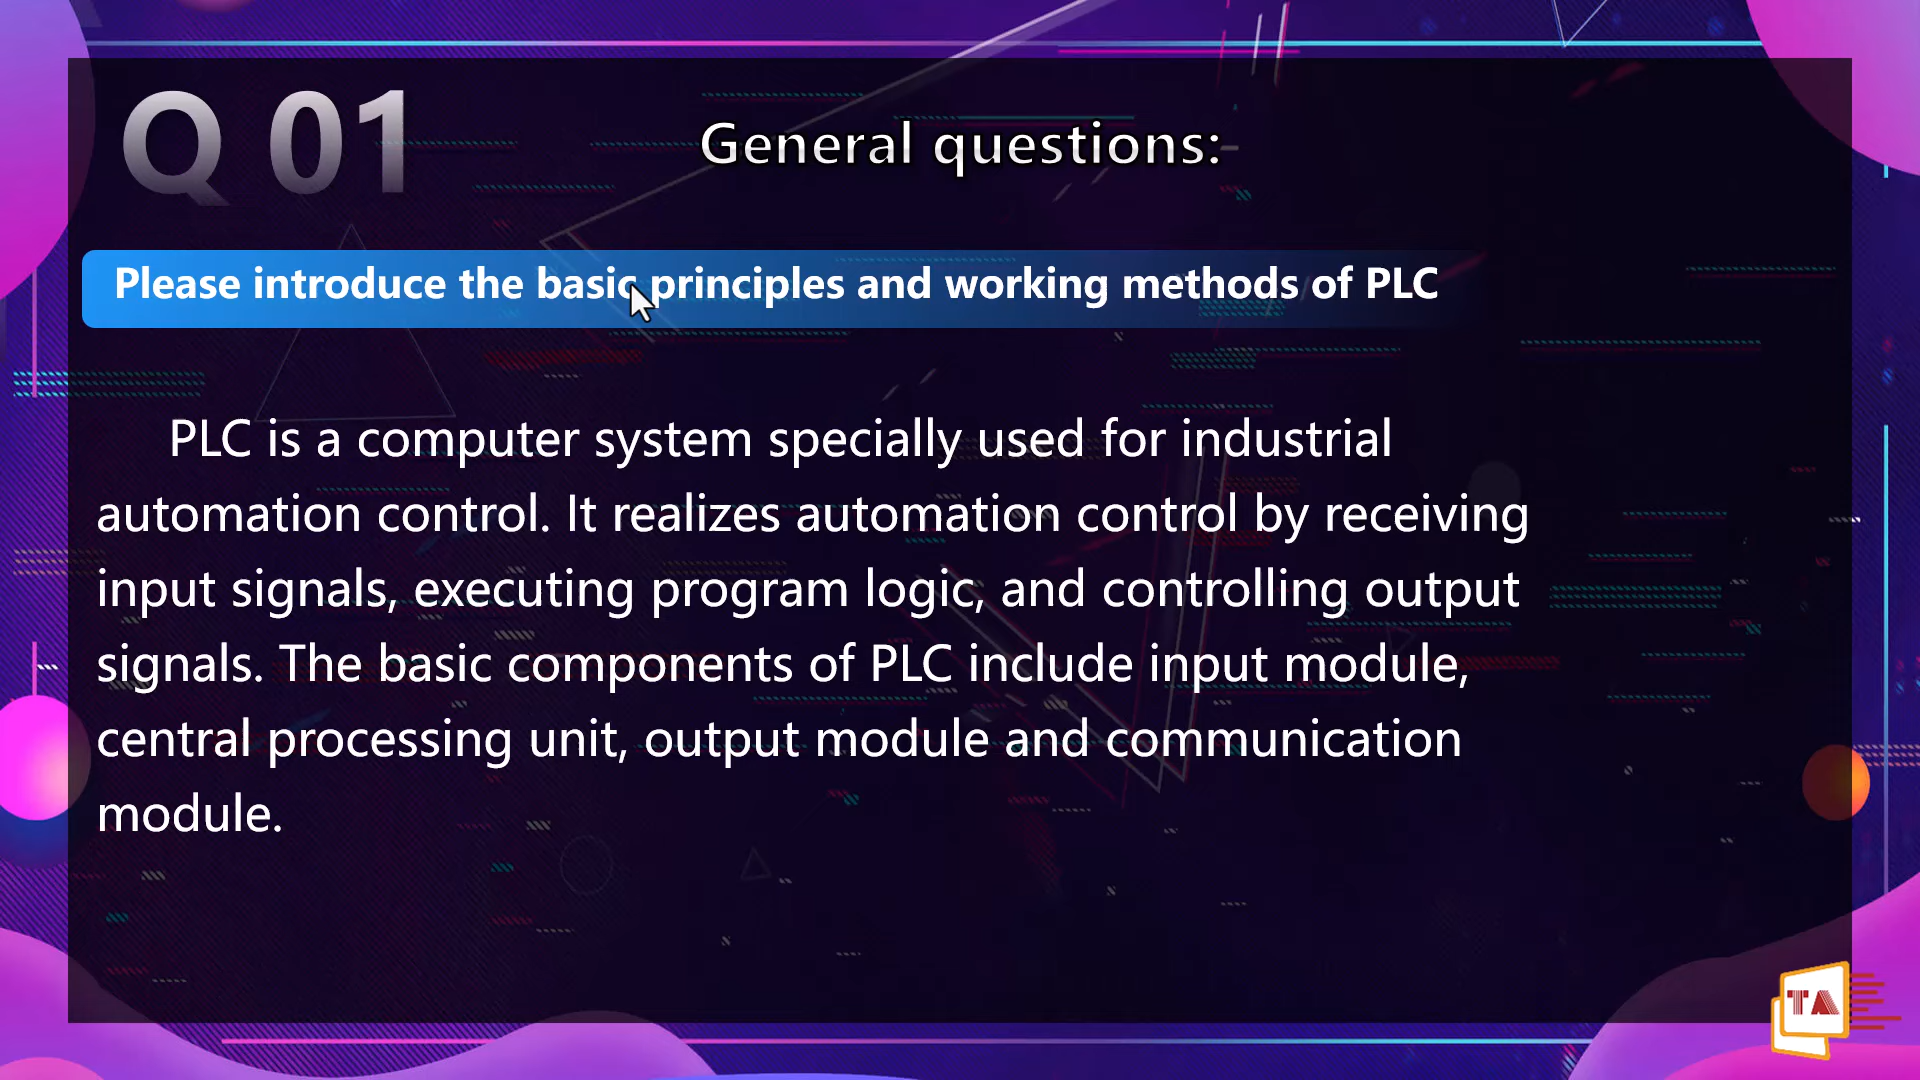 Q 01
General questions:-
Please introduce the basic principles and working methods of PLC
PLC is a computer system specially used for industrial
automation control. It realizes automation control by receiving
input signals, executing program logic, and controlling output
signals. The basic components of PLC include input module,
central processing unit, output module and communication
module.
TA